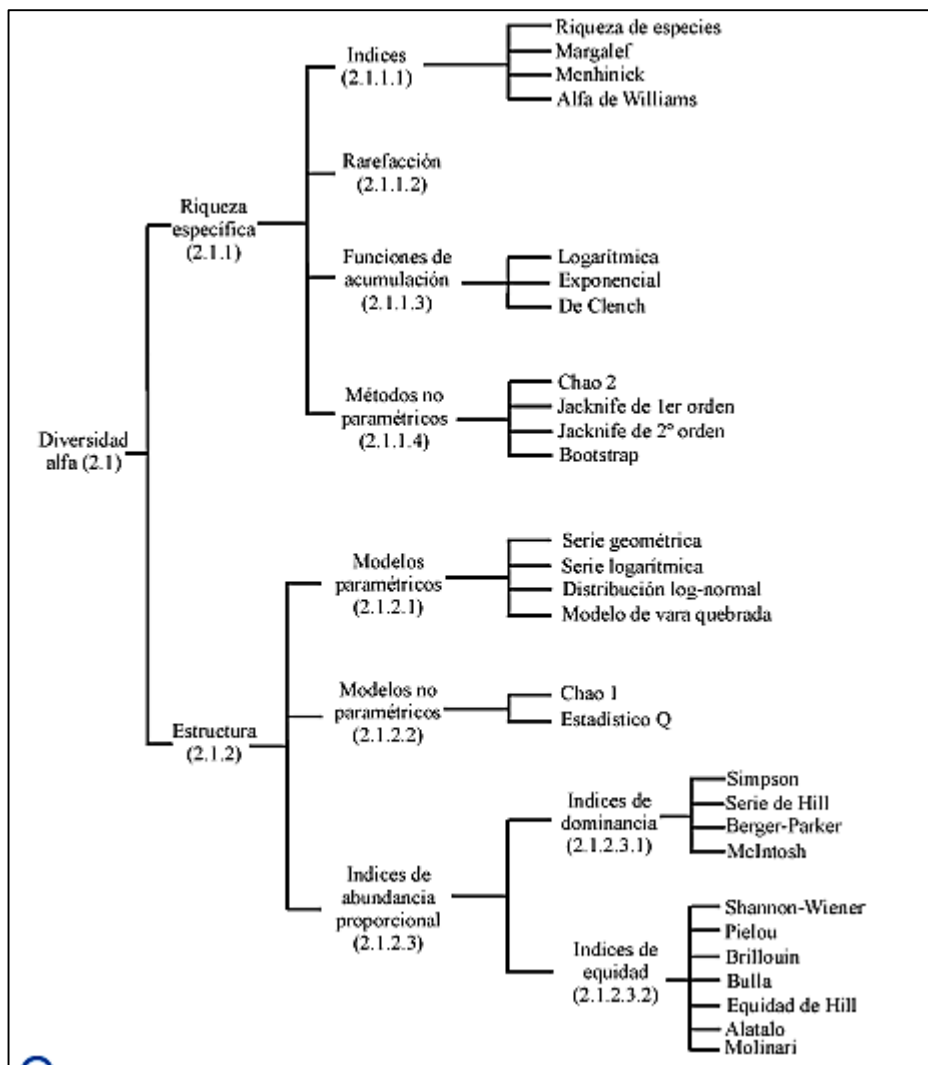 Diversidad
alfa (2.1)
Riqueza
específica
(2.1.1)
Indices
(2.1.1.1)
Riqueza de especies
Margalef
Menhinick
Alfa de Williams
Rarefacción
(2.1.1.2)
Funciones de
acumulación
(2.1.1.3)
Logarítmica
Exponencial
De Clench
Métodos no
paramétricos
(2.1.1.4)
Chao 2
Jacknife de 1er orden
Jacknife de 2º orden
Bootstrap
Estructura
(2.1.2)
Modelos
paramétricos
(2.1.2.1)
Serie geométrica
Serie logarítmica
Distribución log-normal
Modelo de vara quebrada
Modelos no
paramétricos
(2.1.2.2)
Chao 1
Estadístico Q
Indices de
abundancia
proporcional
(2.1.2.3)
Indices de
dominancia
(2.1.2.3.1)
Simpson
Serie de Hill
Berger-Parker
McIntosh
Indices de
equidad
(2.1.2.3.2)
Shannon-Wiener
Pielou
Brillouin
Bulla
Equidad de Hill
Alatalo
Molinari